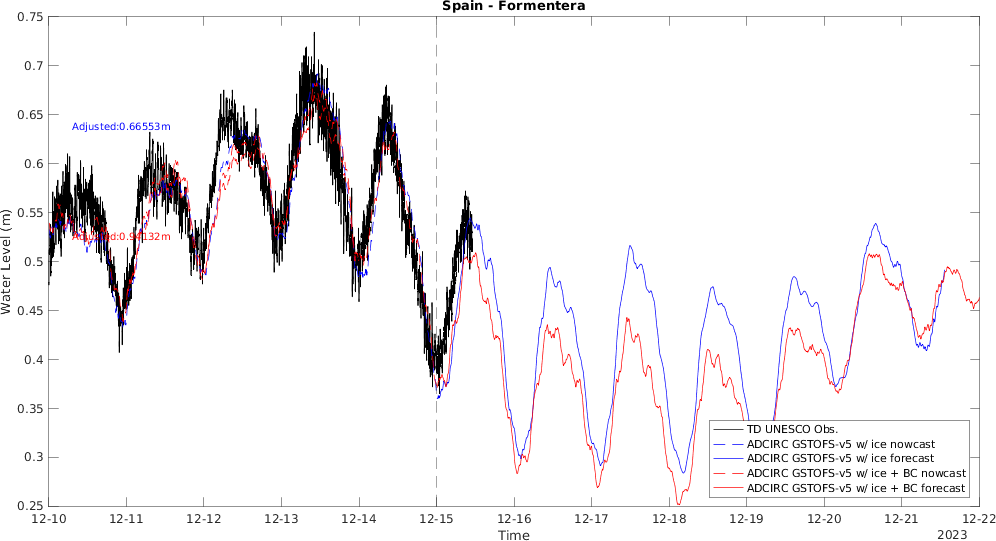 Spain - Formentera
0.75
0.7
0.65
0.6
0.55
0.5
0.45
0.4
0.35
0.3
0.25
Water Level (m)
Adjusted:0.66553m
TD UNESCO Obs.
ADCIRC GSTOFS-v5 w/ ice nowcast
ADCIRC GSTOFS-v5 w/ ice forecast
ADCIRC GSTOFS-v5 w/ ice + BC nowcast
ADCIRC GSTOFS-v5 w/ ice + BC forecast
12-10 12-11 12-12 12-13 12-14 12-15 12-16 12-17 12-18 12-19 12-20 12-21 12-22
Time
2023